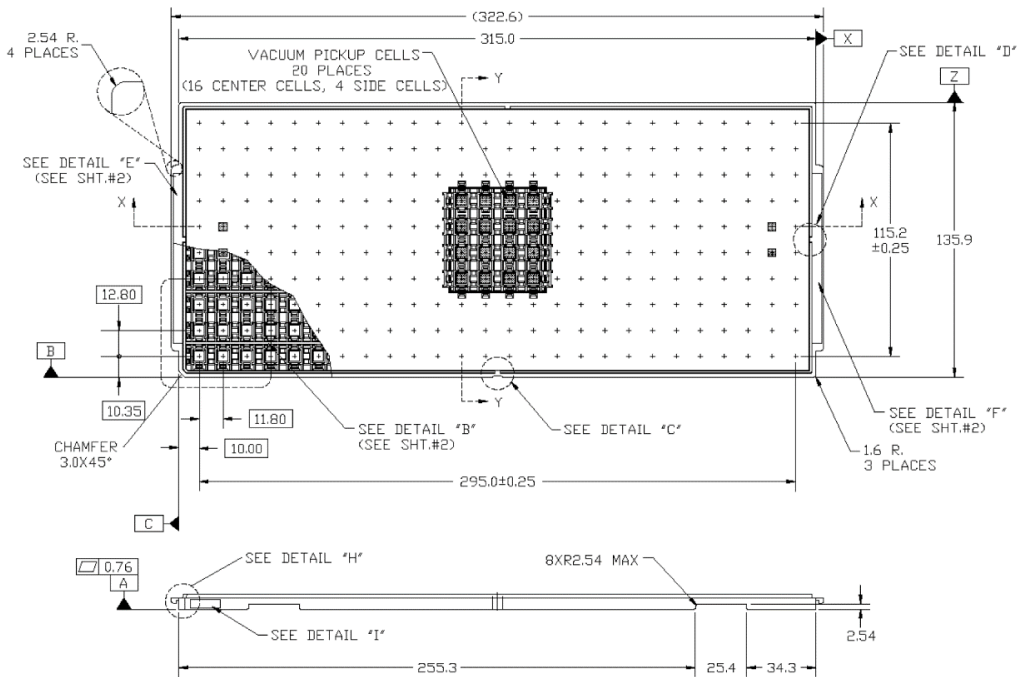 (322.6)
315.0
X
2.54 R.
4 PLACES
VACUUM PICKUP CELLS
20 PLACES
(16 CENTER CELLS, 4 SIDE CELLS)
Y
SEE DETAIL "D"
Z
SEE DETAIL "E"
(SEE SHT.#2)
X
X
115.2
±0.25
135.9
12.80
B
10.35
11.80
10.00
CHAMFER
3.0X45°
Y
SEE DETAIL "B"
(SEE SHT.#2)
SEE DETAIL "C"
SEE DETAIL "F"
(SEE SHT.#2)
1.6 R.
3 PLACES
295.0±0.25
C
SEE DETAIL "H"
8XR2.54 MAX
0.76
A
SEE DETAIL "I"
2.54
255.3
25.4
34.3